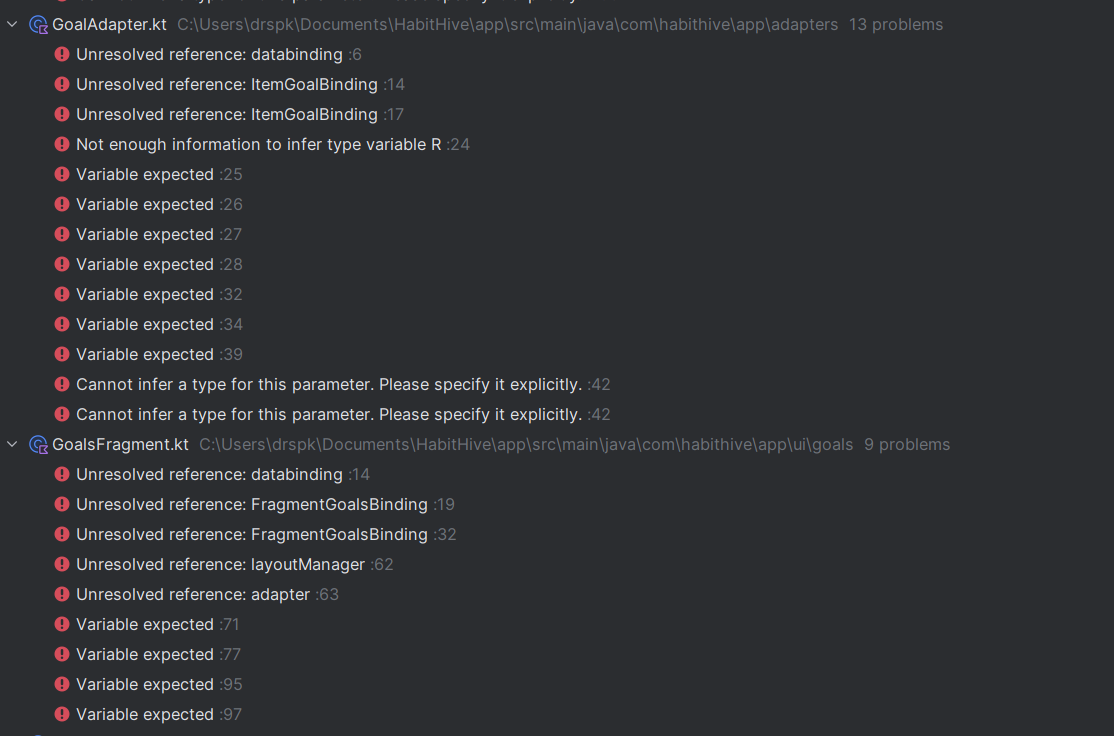 GoalAdapter.kt C:\Users\drspk\Documents\HabitHive\app\src\main\java\com\habithive\app\adapters 13 problems
Unresolved reference: databinding :6
Unresolved reference: ItemGoalBinding :14
Unresolved reference: ItemGoalBinding :17
Not enough information to infer type variable R :24
Variable expected :25
Variable expected :26
Variable expected :27
Variable expected :28
Variable expected :32
Variable expected :34
Variable expected :39
Cannot infer a type for this parameter. Please specify it explicitly. :42
Cannot infer a type for this parameter. Please specify it explicitly. :42
GoalsFragment.kt C:\Users\drspk\Documents\HabitHive\app\src\main\java\com\habithive\app\ui\goals 9 problems
Unresolved reference: databinding :14
Unresolved reference: FragmentGoalsBinding :19
Unresolved reference: FragmentGoalsBinding :32
Unresolved reference: layoutManager :62
Unresolved reference: adapter :63
Variable expected :71
Variable expected :77
Variable expected :95
Variable expected :97